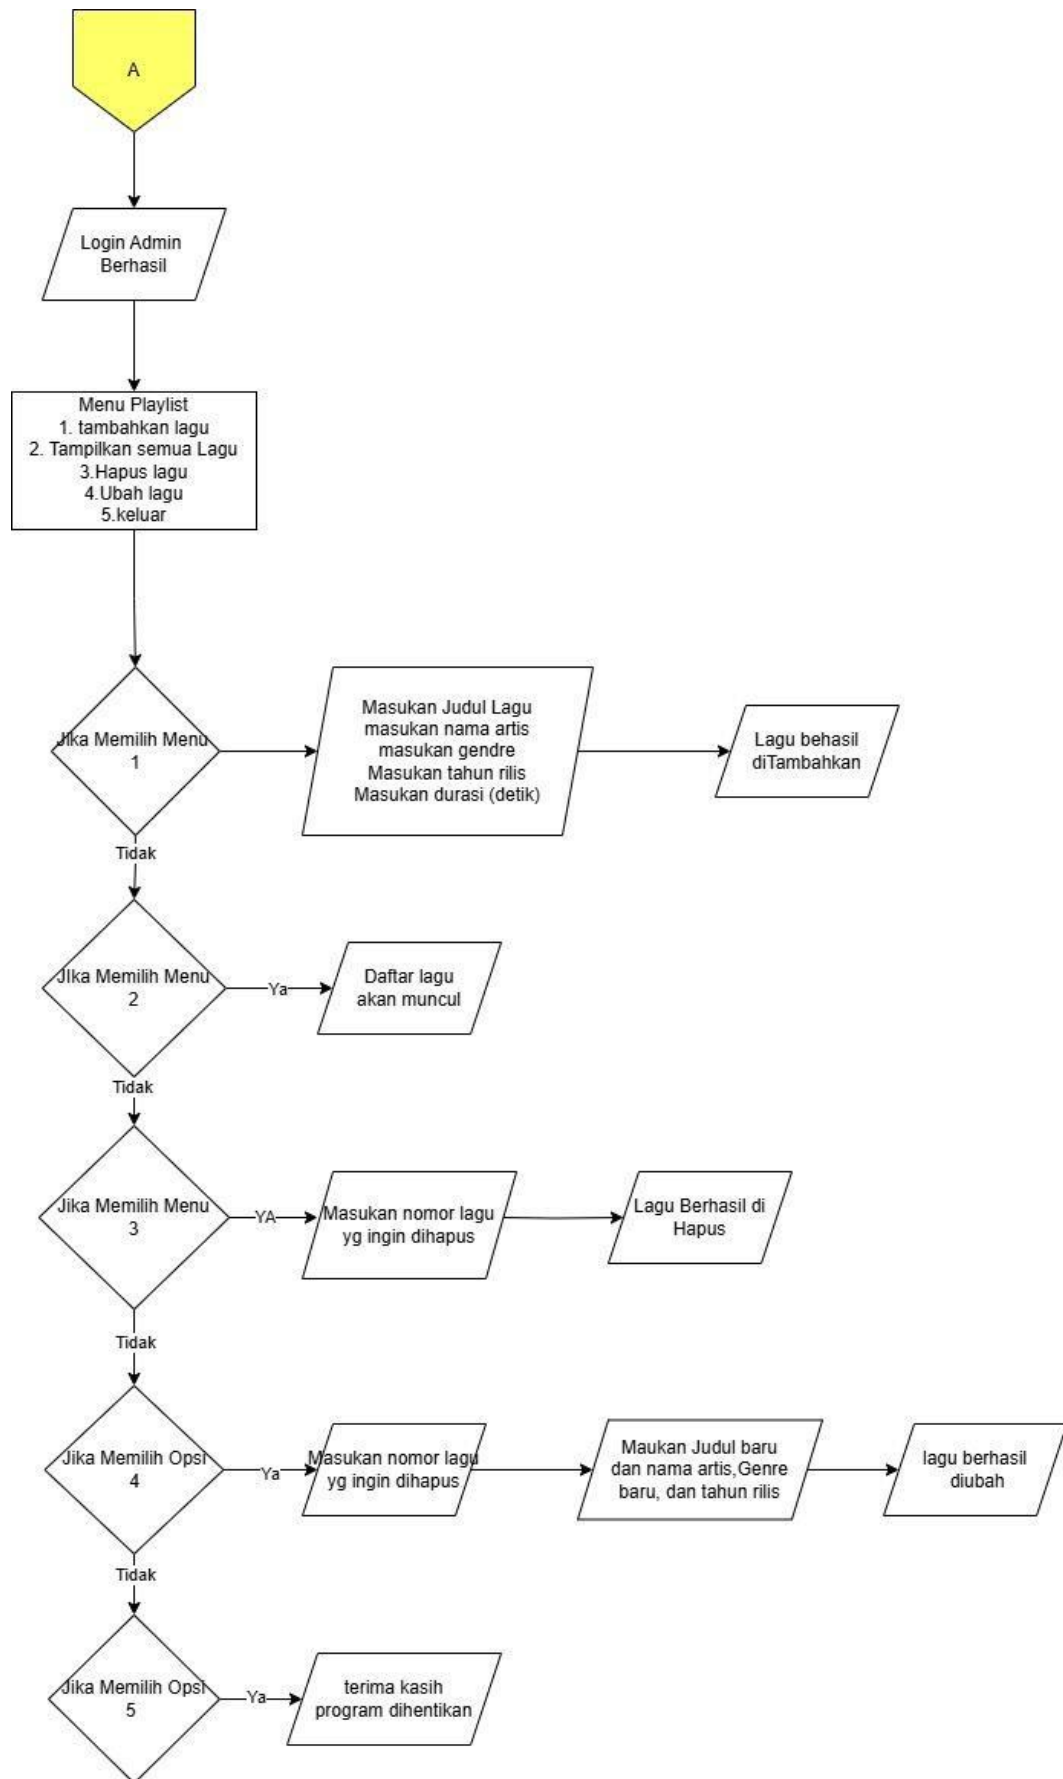 A
Login Admin
Berhasil
Menu Playlist
1. tambahkan lagu
2. Tampilkan semua Lagu
3.Hapus lagu
4.Ubah lagu
5.keluar
Jika Memilih Menu
1
Masukan Judul Lagu
masukan nama artis
masukan gendre
Masukan tahun rilis
Masukan durasi (detik)
Lagu behasil
diTambahkan
Tidak
JIka Memilih Menu
2
Ya
Daftar lagu
akan muncul
Tidak
Jika Memilih Menu
3
YA
Masukan nomor lagu
yg ingin dihapus
Lagu Berhasil di
Hapus
Tidak
Jika Memilih Opsi
4
Ya
Masukan nomor lagu
yg ingin dihapus
Maukan Judul baru
dan nama artis,Genre
baru, dan tahun rilis
lagu berhasil
diubah
Tidak
Jika Memilih Opsi
5
Ya
terima kasih
program dihentikan